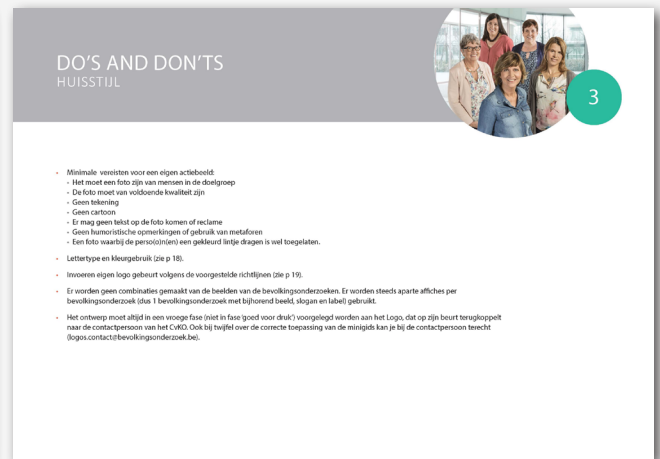 DO'S AND DON'TS
HUISSTIJL
3
• Minimale vereisten voor een eigen actiebeeld:
• Het moet een foto zijn van mensen in de doelgroep
• De foto moet van voldoende kwaliteit zijn
• Geen tekening
• Geen cartoon
• Er mag geen tekst op de foto komen of reclame
• Geen humoristische opmerkingen of gebruik van metaforen
• Een foto waarbij de perso(o)n(en) een gekleurd lintje dragen is wel toegelaten.
• Lettertype en kleurgebruik (zie p 18).
• Invoeren eigen logo gebeurt volgens de voorgestelde richtlijnen (zie p 19).
• Er worden geen combinaties gemaakt van de beelden van de bevolkingsonderzoeken. Er worden steeds aparte affiches per
bevolkingsonderzoek (dus 1 bevolkingsonderzoek met bijhorend beeld, slogan en label) gebruikt.
• Het ontwerp moet altijd in een vroege fase (niet in fase 'goed voor druk') voorgelegd worden aan het Logo, dat op zijn beurt terugkoppelt
naar de contactpersoon van het CvKO. Ook bij twijfel over de correcte toepassing van de minigids kan je bij de contactpersoon terecht
(logos.contact@bevolkingsonderzoek.be).